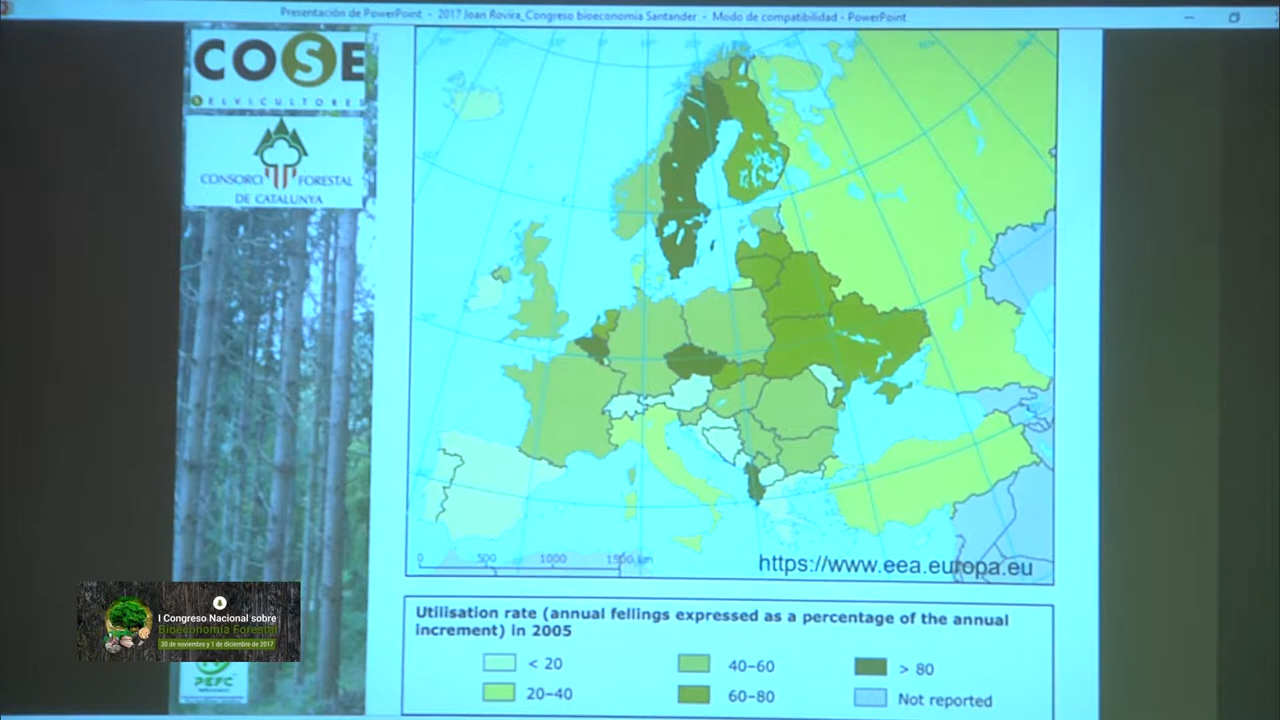 Presentación de PowerPoint - 2017 Joan Rovira_Congreso bioeconomia Santander - Modo de compatibilidad - PowerPoint
COSE
SELVICULTORES
CONSORCI FORESTAL
DE CATALUNYA
0 500 1000 1500 km
https://www.eea.europa.eu
I Congreso Nacional sobre
Bioeconomía Forestal
30 de noviembre y 1 de diciembre de 2017
Utilisation rate (annual fellings expressed as a percentage of the annual
increment) in 2005
< 20 40–60 > 80
20–40 60–80 Not reported
PEFC